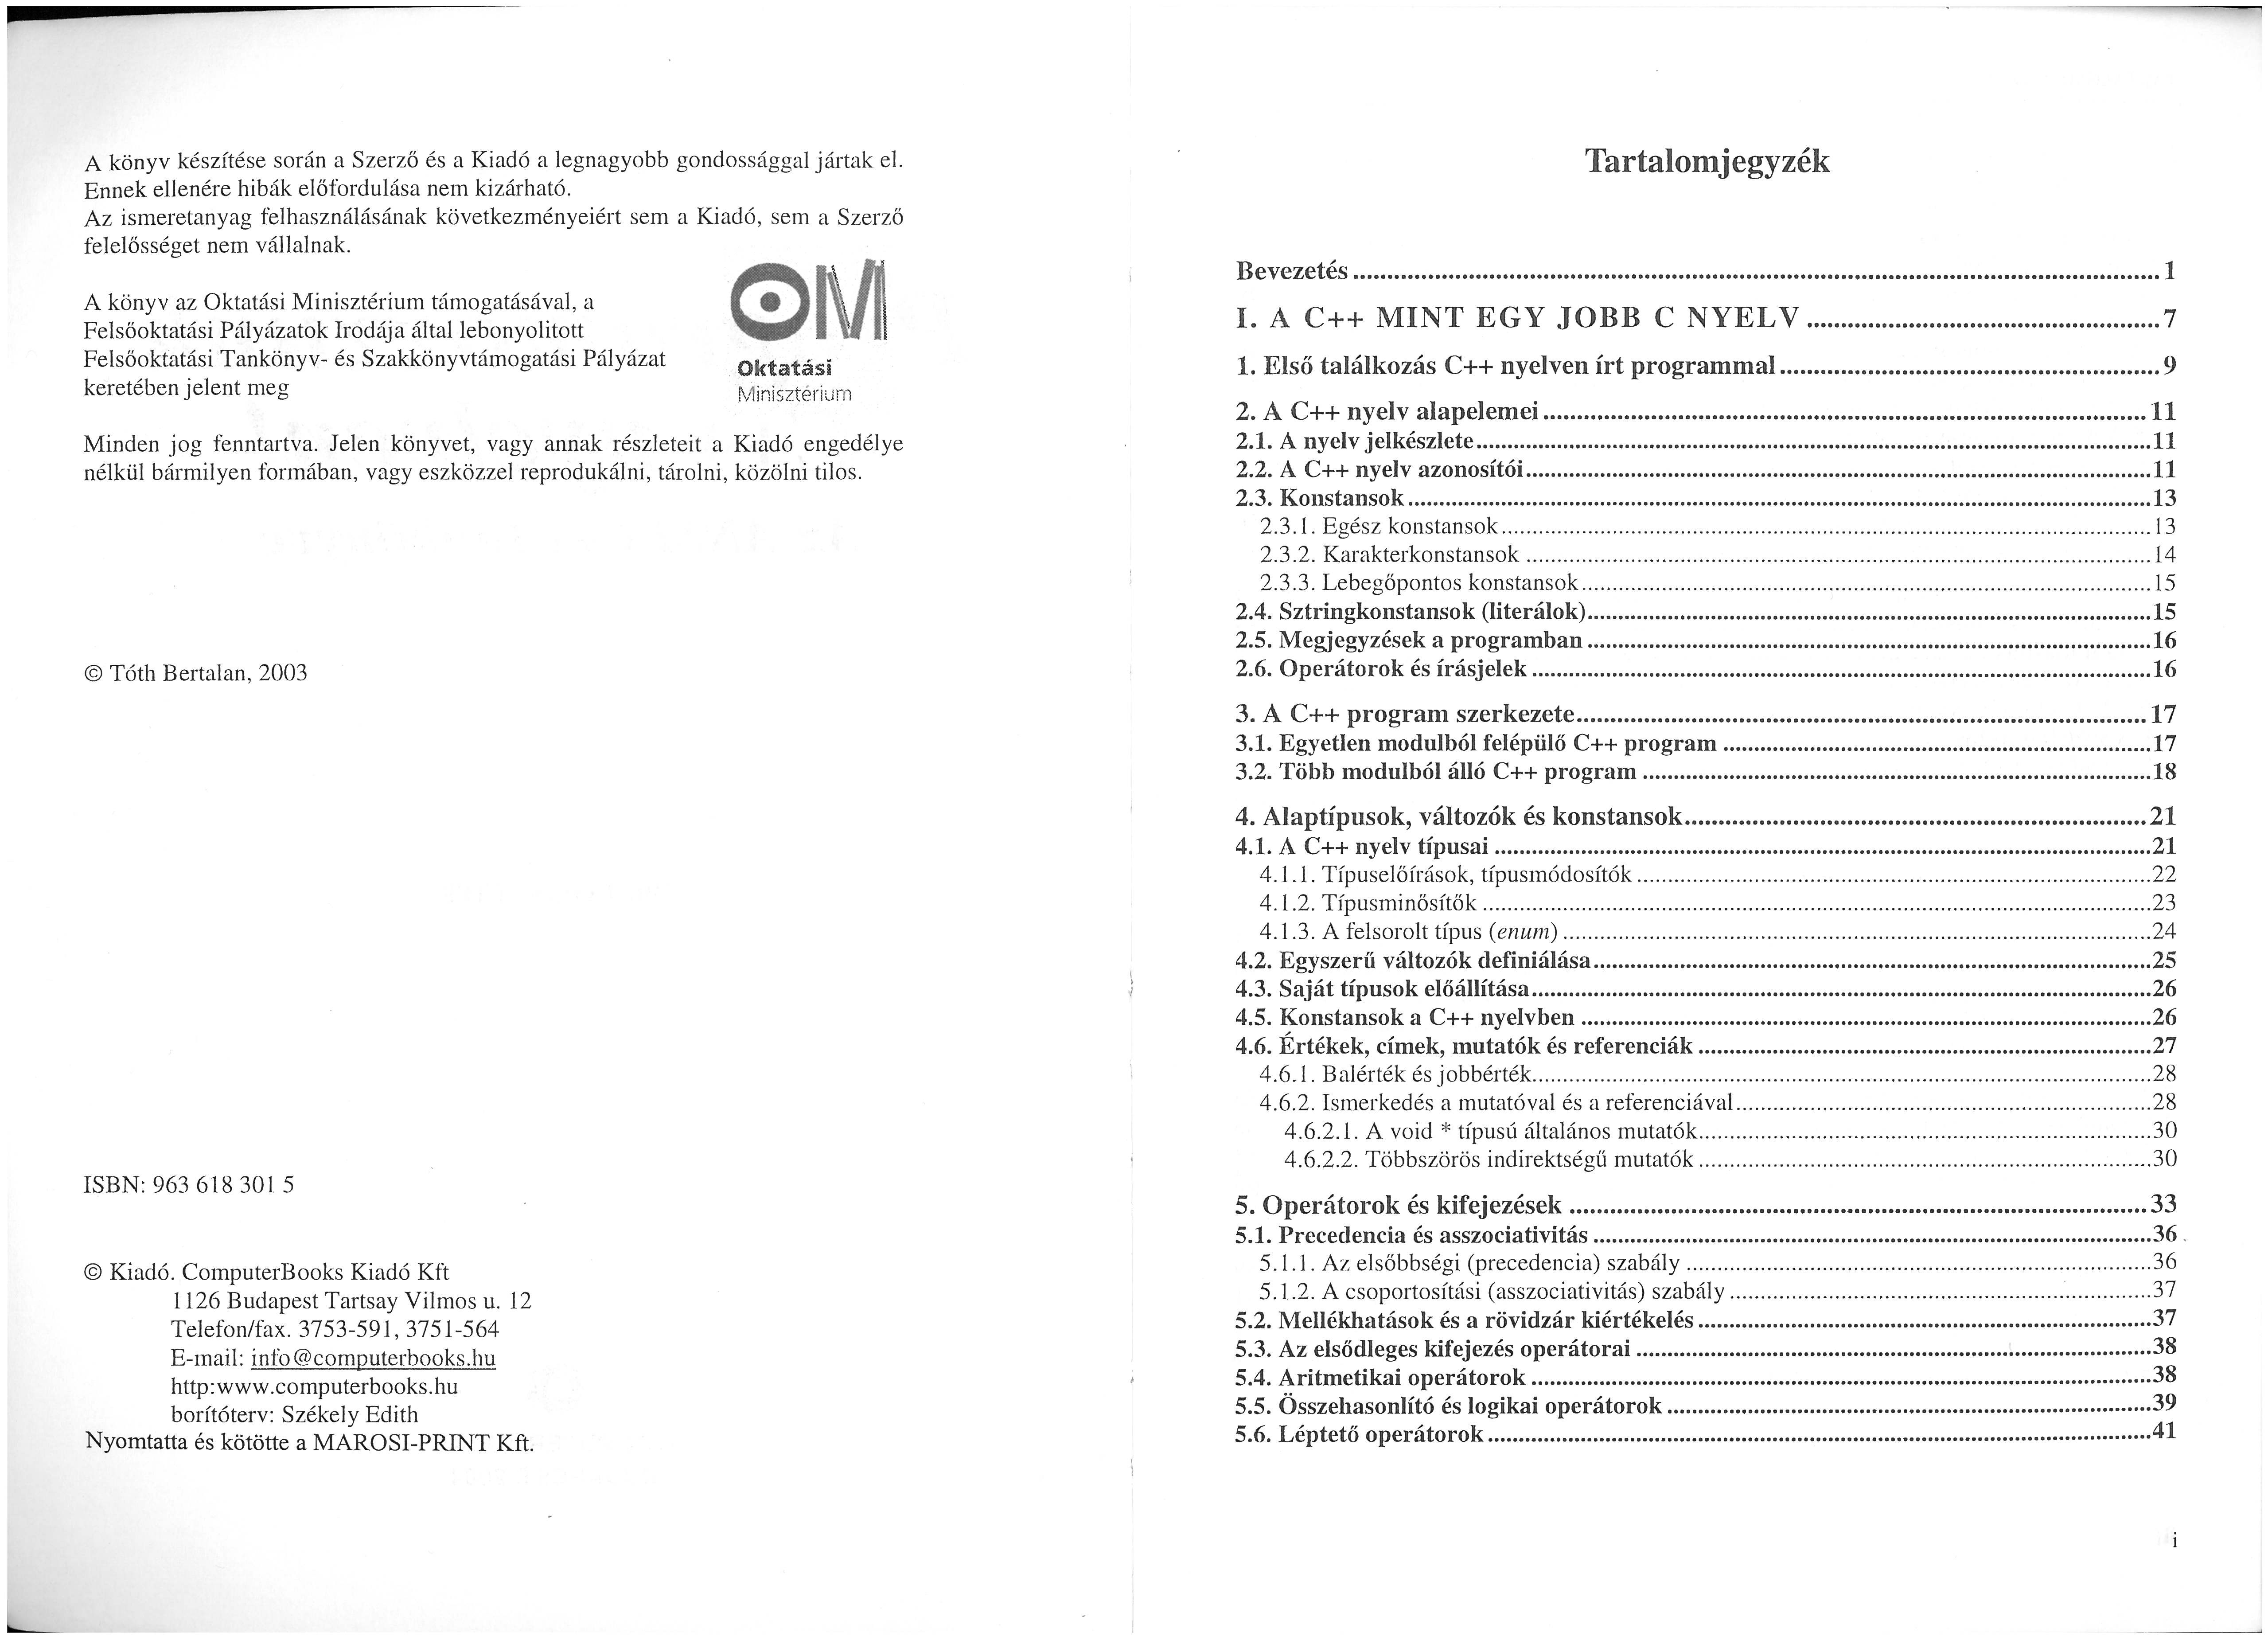 A könyv készítése során a Szerző és a Kiadó a legnagyobb gondossággal jártak el.
Ennek ellenére hibák előfordulása nem kizárható.
Az ismeretanyag felhasználásának következményeiért sem a Kiadó, sem a Szerző
felelősséget nem vállalnak.
A könyv az Oktatási Minisztérium támogatásával, a
Felsőoktatási Pályázatok Irodája által lebonyolitott
Felsőoktatási Tankönyv- és Szakkönyvtámogatási Pályázat
keretében jelent meg
OM
Oktatási
Minisztérium
Minden jog fenntartva. Jelen könyvet, vagy annak részleteit a Kiadó engedélye
nélkül bármilyen formában, vagy eszközzel reprodukálni, tárolni, közölni tilos.
© Tóth Bertalan, 2003
ISBN: 963 618 301 5
© Kiadó. ComputerBooks Kiadó Kft
1126 Budapest Tartsay Vilmos u. 12
Telefon/fax. 3753-591, 3751-564
E-mail: info@computerbooks.hu
http:www.computerbooks.hu
borítóterv: Székely Edith
Nyomtatta és kötötte a MAROSI-PRINT Kft.
Tartalomjegyzék
Bevezetés ... 1
I. A C++ MINT EGY JOBB C NYELV ... 7
1. Első találkozás C++ nyelven írt programmal ... 9
2. A C++ nyelv alapelemei ... 11
2.1. A nyelv jelkészlete ... 11
2.2. A C++ nyelv azonosítói ... 11
2.3. Konstansok ... 13
2.3.1. Egész konstansok ... 13
2.3.2. Karakterkonstansok ... 14
2.3.3. Lebegőpontos konstansok ... 15
2.4. Sztringkonstansok (literálok) ... 15
2.5. Megjegyzések a programban ... 16
2.6. Operátorok és írásjelek ... 16
3. A C++ program szerkezete ... 17
3.1. Egyetlen modulból felépülő C++ program ... 17
3.2. Több modulból álló C++ program ... 18
4. Alaptípusok, változók és konstansok ... 21
4.1. A C++ nyelv típusai ... 21
4.1.1. Típuselőírások, típusmódosítók ... 22
4.1.2. Típusminősítők ... 23
4.1.3. A felsorolt típus (enum) ... 24
4.2. Egyszerű változók definiálása ... 25
4.3. Saját típusok előállítása ... 26
4.5. Konstansok a C++ nyelvben ... 26
4.6. Értékek, címek, mutatók és referenciák ... 27
4.6.1. Balérték és jobbérték ... 28
4.6.2. Ismerkedés a mutatóval és a referenciával ... 28
4.6.2.1. A void * típusú általános mutatók ... 30
4.6.2.2. Többszörös indirektségű mutatók ... 30
5. Operátorok és kifejezések ... 33
5.1. Precedencia és asszociativitás ... 36
5.1.1. Az elsőbbségi (precedencia) szabály ... 36
5.1.2. A csoportosítási (asszociativitás) szabály ... 37
5.2. Mellékhatások és a rövidzár kiértékelés ... 37
5.3. Az elsődleges kifejezés operátorai ... 38
5.4. Aritmetikai operátorok ... 38
5.5. Összehasonlító és logikai operátorok ... 39
5.6. Léptető operátorok ... 41
i